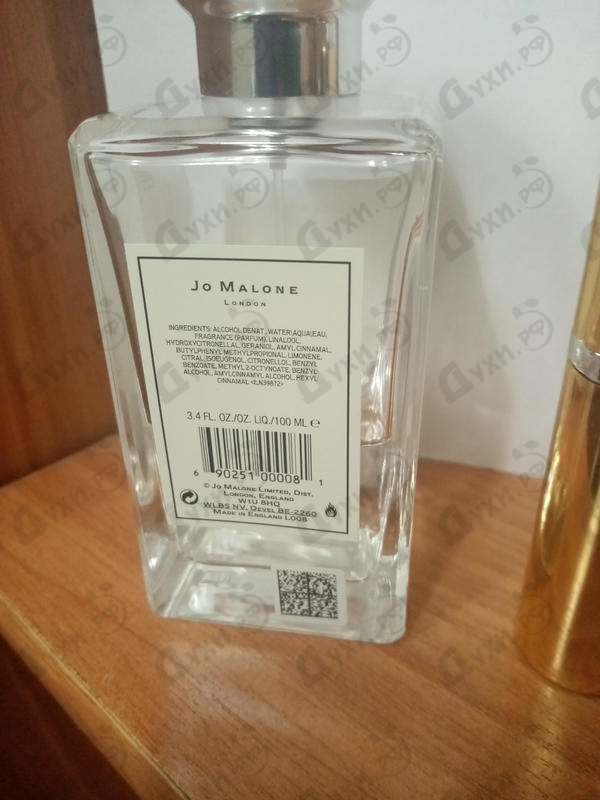 JO MALONE
LONDON
INGREDIENTS: ALCOHOL DENAT., WATER\AQUA\EAU,
FRAGRANCE (PARFUM), LINALOOL,
HYDROXYCITRONELLAL, GERANIOL, AMYL CINNAMAL,
BUTYLPHENYL METHYLPROPIONAL, LIMONENE,
CITRAL, ISOEUGENOL, CITRONELLOL, BENZYL
BENZOATE, METHYL 2-OCTYNOATE, BENZYL
ALCOHOL, AMYLCINNAMYL ALCOHOL, HEXYL
CINNAMAL <ILN39872>
3.4 FL. OZ./OZ. LIQ./100 ML ℮
6 90251 00008 1
© JO MALONE LIMITED, DIST.
LONDON, ENGLAND
W1U 8HQ
WLBS NV, OEVEL BE-2260
MADE IN ENGLAND L008
Духи.рф